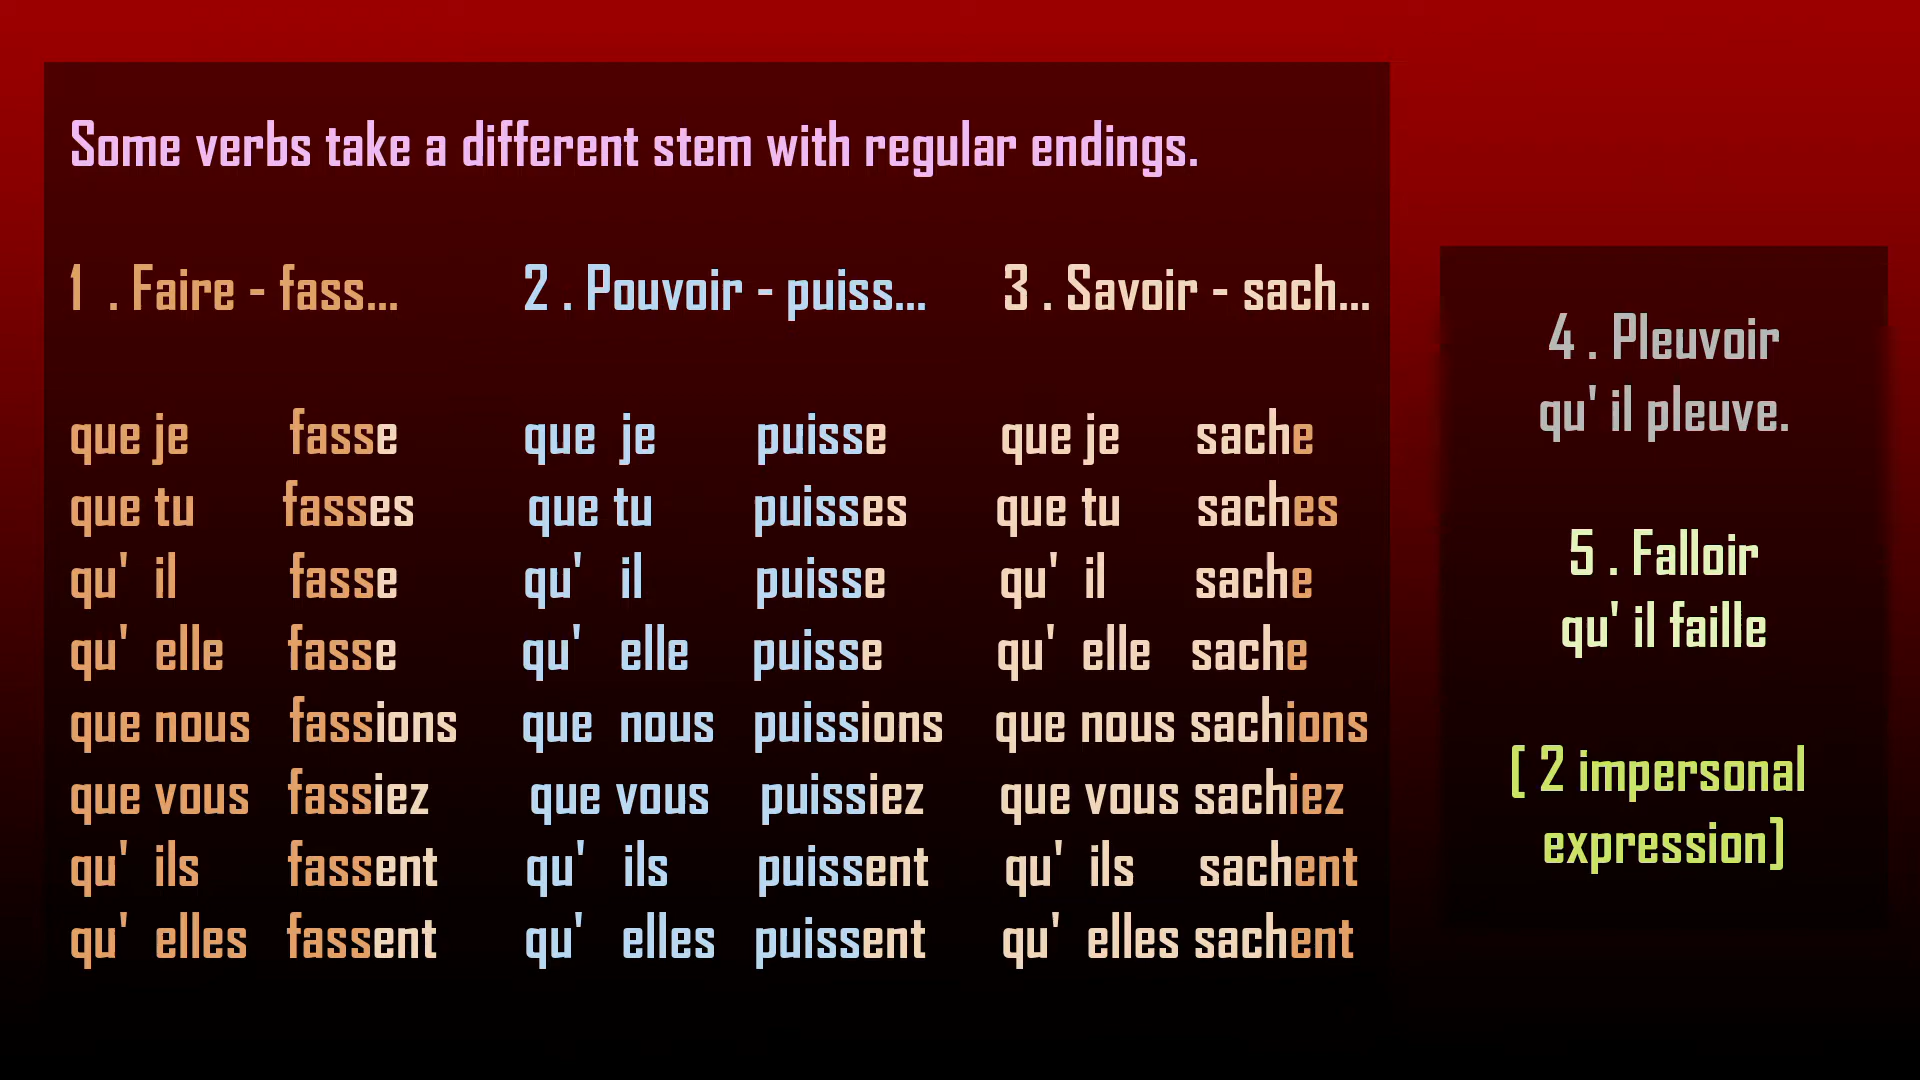 Some verbs take a different stem with regular endings.
1 . Faire - fass...
que je fasse
que tu fasses
qu' il fasse
qu' elle fasse
que nous fassions
que vous fassiez
qu' ils fassent
qu' elles fassent
2 . Pouvoir - puiss...
que je puisse
que tu puisses
qu' il puisse
qu' elle puisse
que nous puissions
que vous puissiez
qu' ils puissent
qu' elles puissent
3 . Savoir - sach...
que je sache
que tu saches
qu' il sache
qu' elle sache
que nous sachions
que vous sachiez
qu' ils sachent
qu' elles sachent
4 . Pleuvoir
qu' il pleuve.
5 . Falloir
qu' il faille
[ 2 impersonal
expression]